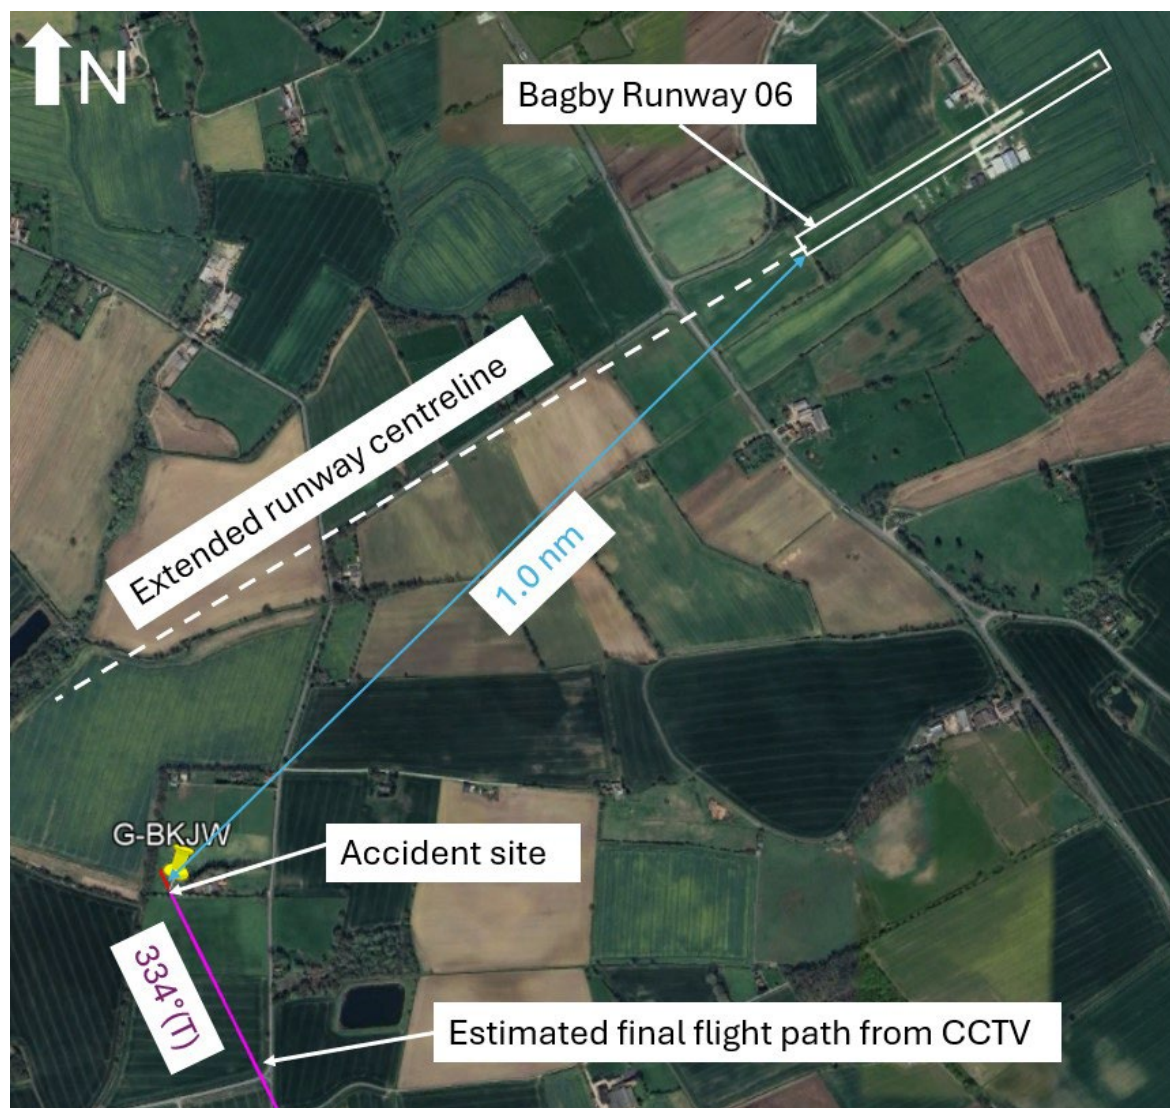 N
Bagby Runway 06
Extended runway centreline
1.0 nm
G-BKJW
Accident site
334°(T)
Estimated final flight path from CCTV